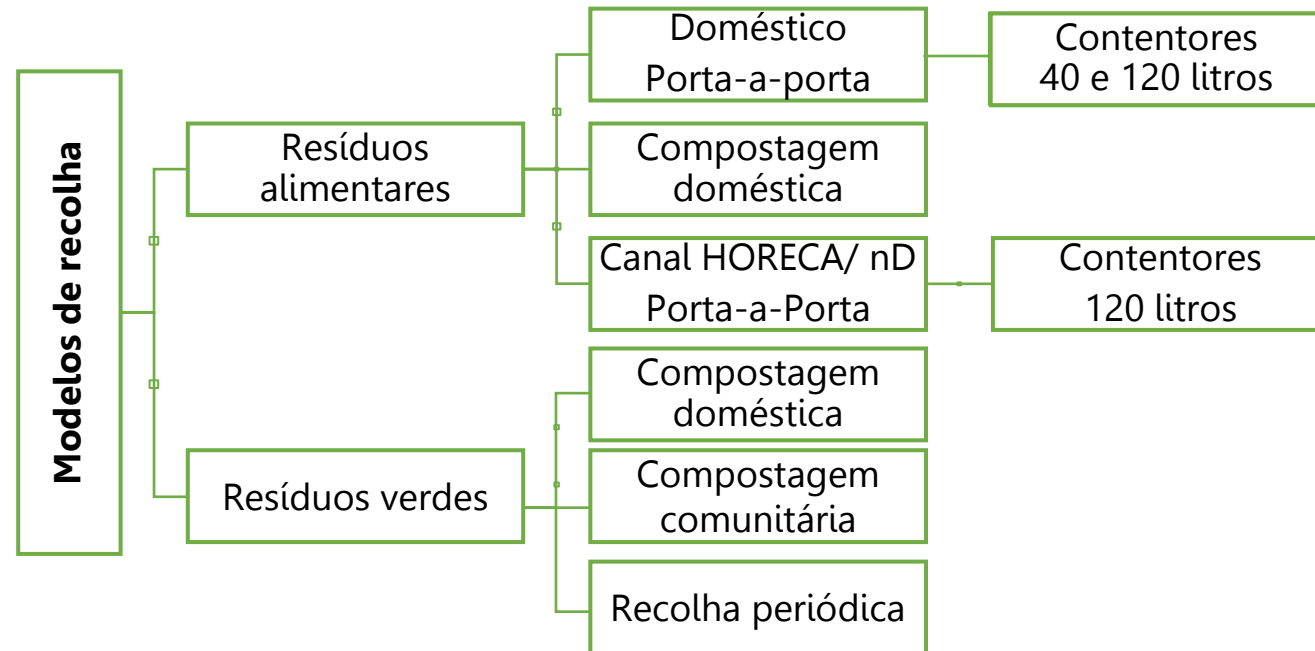 Modelos de recolha
Resíduos
alimentares
Doméstico
Porta-a-porta
Contentores
40 e 120 litros
Compostagem
doméstica
Canal HORECA/ nD
Porta-a-Porta
Contentores
120 litros
Resíduos verdes
Compostagem
doméstica
Compostagem
comunitária
Recolha periódica